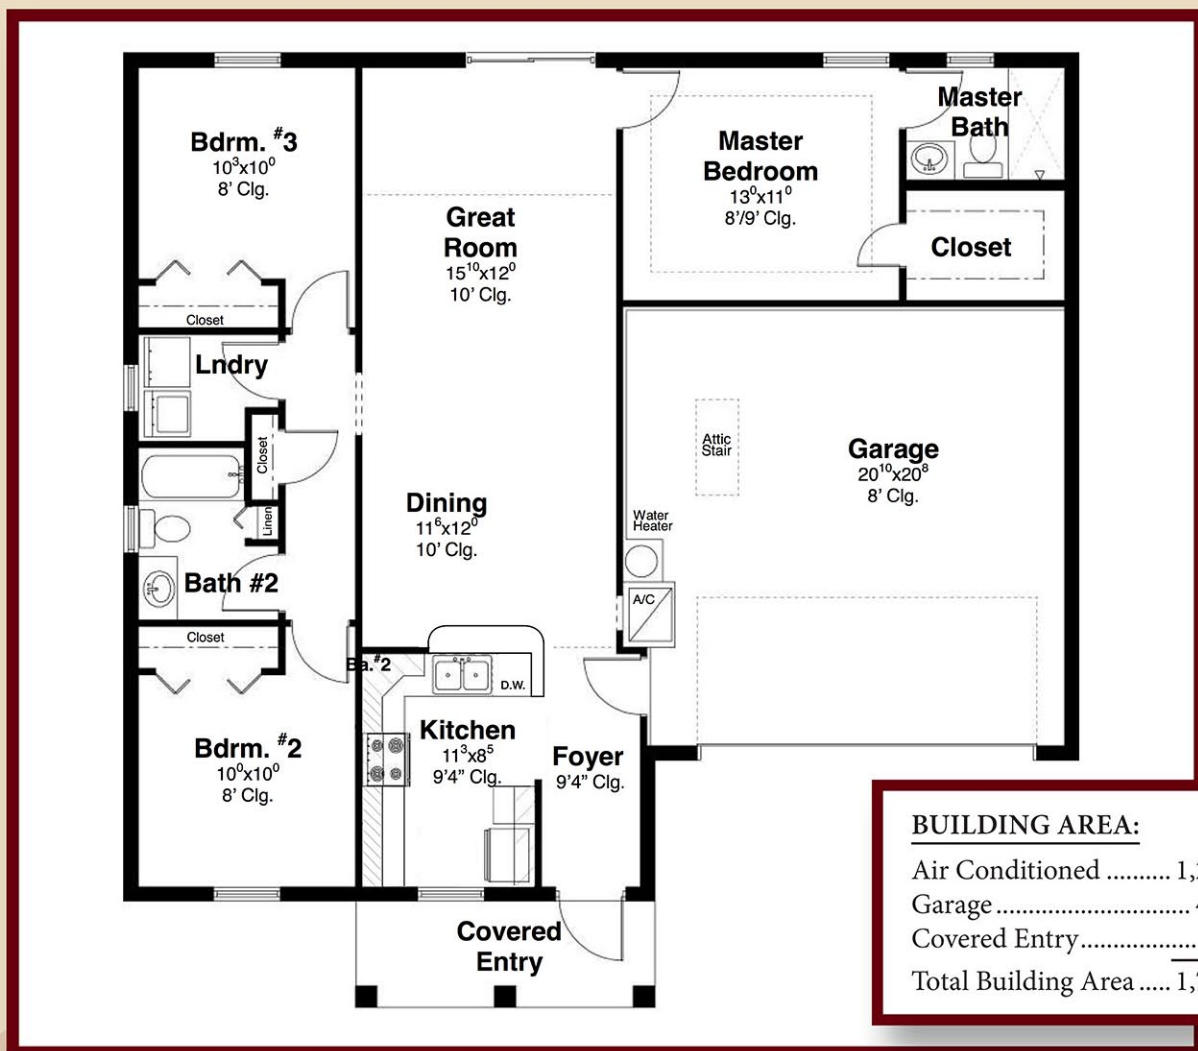 Bdrm. #3
10³x10⁰
8' Clg.
Closet
Great
Room
15¹⁰x12⁰
10' Clg.
Master
Bedroom
13⁰x11⁰
8'/9' Clg.
Master
Bath
Closet
Lndry
Closet
Linen
Bath #2
Closet
Dining
11⁶x12⁰
10' Clg.
Attic
Stair
Garage
20¹⁰x20⁸
8' Clg.
Water
Heater
A/C
Ba.#2
D.W.
Kitchen
11³x8⁵
9'4" Clg.
Foyer
9'4" Clg.
Bdrm. #2
10⁰x10⁰
8' Clg.
Covered
Entry
BUILDING AREA:
Air Conditioned .......... 1,
Garage.............................
Covered Entry.................
Total Building Area ..... 1,